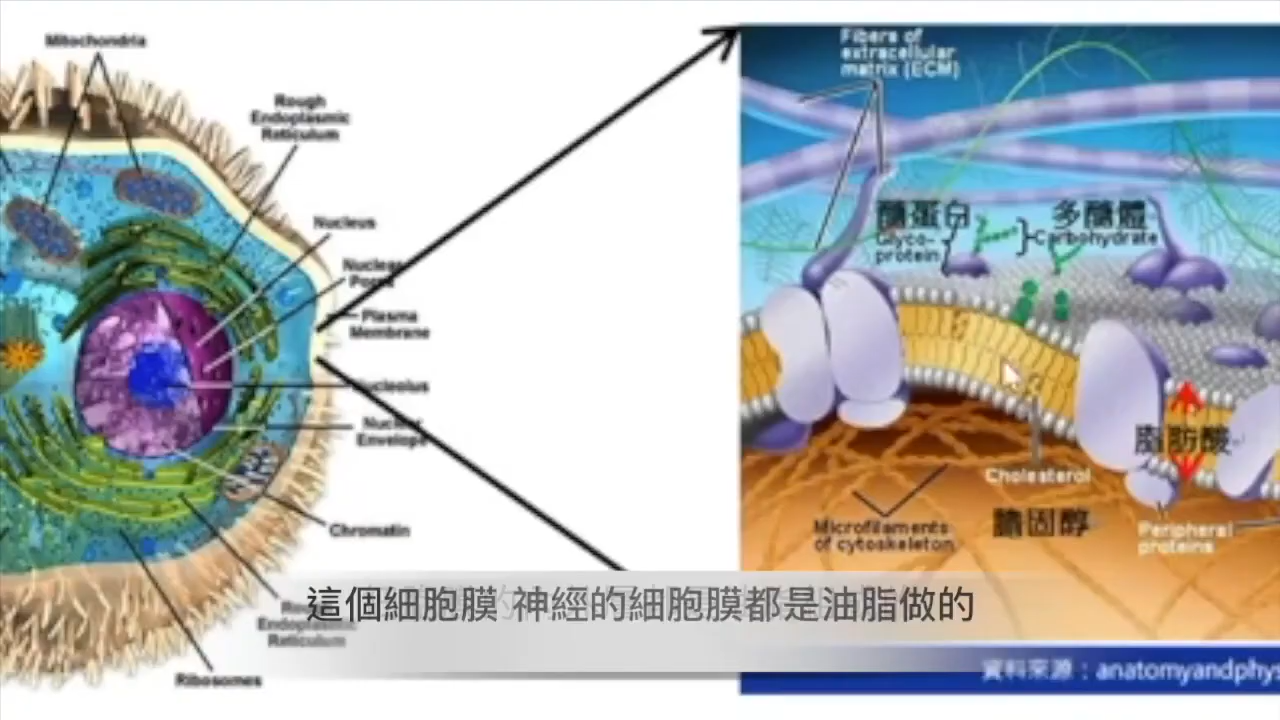 Mitochondria
Rough
Endoplasmic
Reticulum
Nucleus
Nuclear
Pores
Plasma
Membrane
Nucleolus
Nuclear
Envelope
Chromatin
Rough
Endoplasmic
Reticulum
Ribosomes
Fibers of
extracellular
matrix (ECM)
醣蛋白
Glyco-
protein
多醣體
Carbohydrate
脂肪酸
Cholesterol
膽固醇
Microfilaments
of cytoskeleton
Peripheral
proteins
這個細胞膜 神經的細胞膜都是油脂做的
資料來源：anatomyandphys